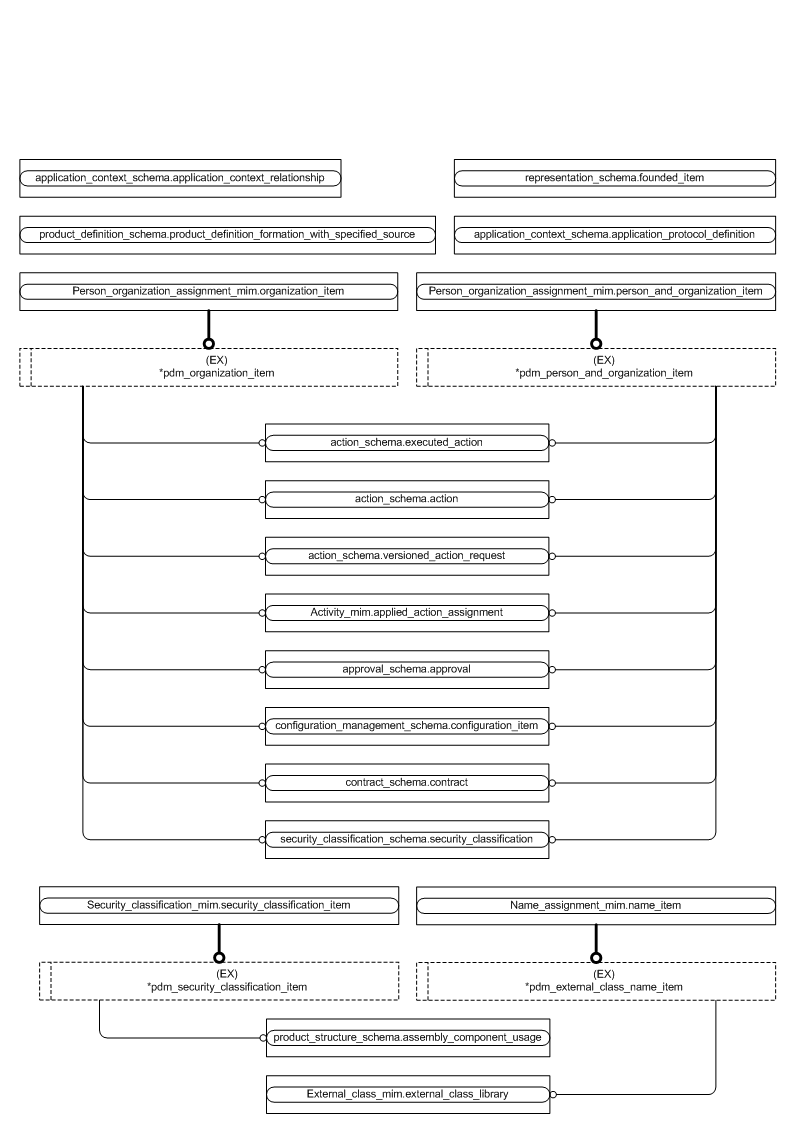 application_context_schema.application_context_relationship
representation_schema.founded_item
product_definition_schema.product_definition_formation_with_specified_source
application_context_schema.application_protocol_definition
Person_organization_assignment_mim.organization_item
Person_organization_assignment_mim.person_and_organization_item
(EX)
*pdm_organization_item
(EX)
*pdm_person_and_organization_item
action_schema.executed_action
action_schema.action
action_schema.versioned_action_request
Activity_mim.applied_action_assignment
approval_schema.approval
configuration_management_schema.configuration_item
contract_schema.contract
security_classification_schema.security_classification
Security_classification_mim.security_classification_item
Name_assignment_mim.name_item
(EX)
*pdm_security_classification_item
(EX)
*pdm_external_class_name_item
product_structure_schema.assembly_component_usage
External_class_mim.external_class_library